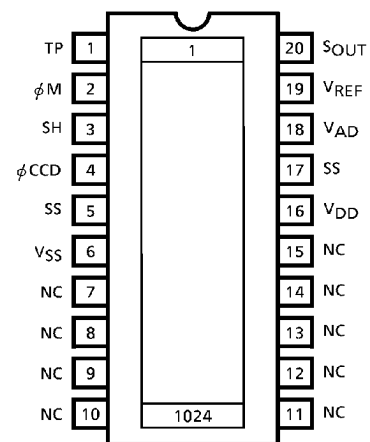 TP 1 1 20 SOUT
ϕM 2 19 VREF
SH 3 18 VAD
ϕCCD 4 17 SS
SS 5 16 VDD
VSS 6 15 NC
NC 7 14 NC
NC 8 13 NC
NC 9 12 NC
NC 10 1024 11 NC